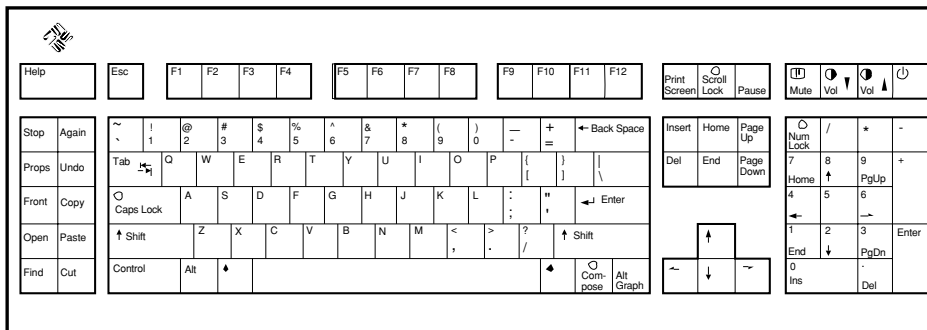 Help Esc F1 F2 F3 F4 F5 F6 F7 F8 F9 F10 F11 F12 Print Screen Scroll Lock Pause Mute Vol Vol
Stop Again ~ ` ! 1 @ 2 # 3 $ 4 % 5 ^ 6 & 7 * 8 ( 9 ) 0 — - + = Back Space Insert Home Page Up Num Lock / * -
Props Undo Tab Q W E R T Y U I O P { [ } ] | \ Del End Page Down 7 Home 8 9 PgUp +
Front Copy Caps Lock A S D F G H J K L : ; " ' Enter 4 5 6
Open Paste Shift Z X C V B N M < , > . ? / Shift 1 End 2 3 PgDn Enter
Find Cut Control Alt Com- pose Alt Graph 0 Ins . Del